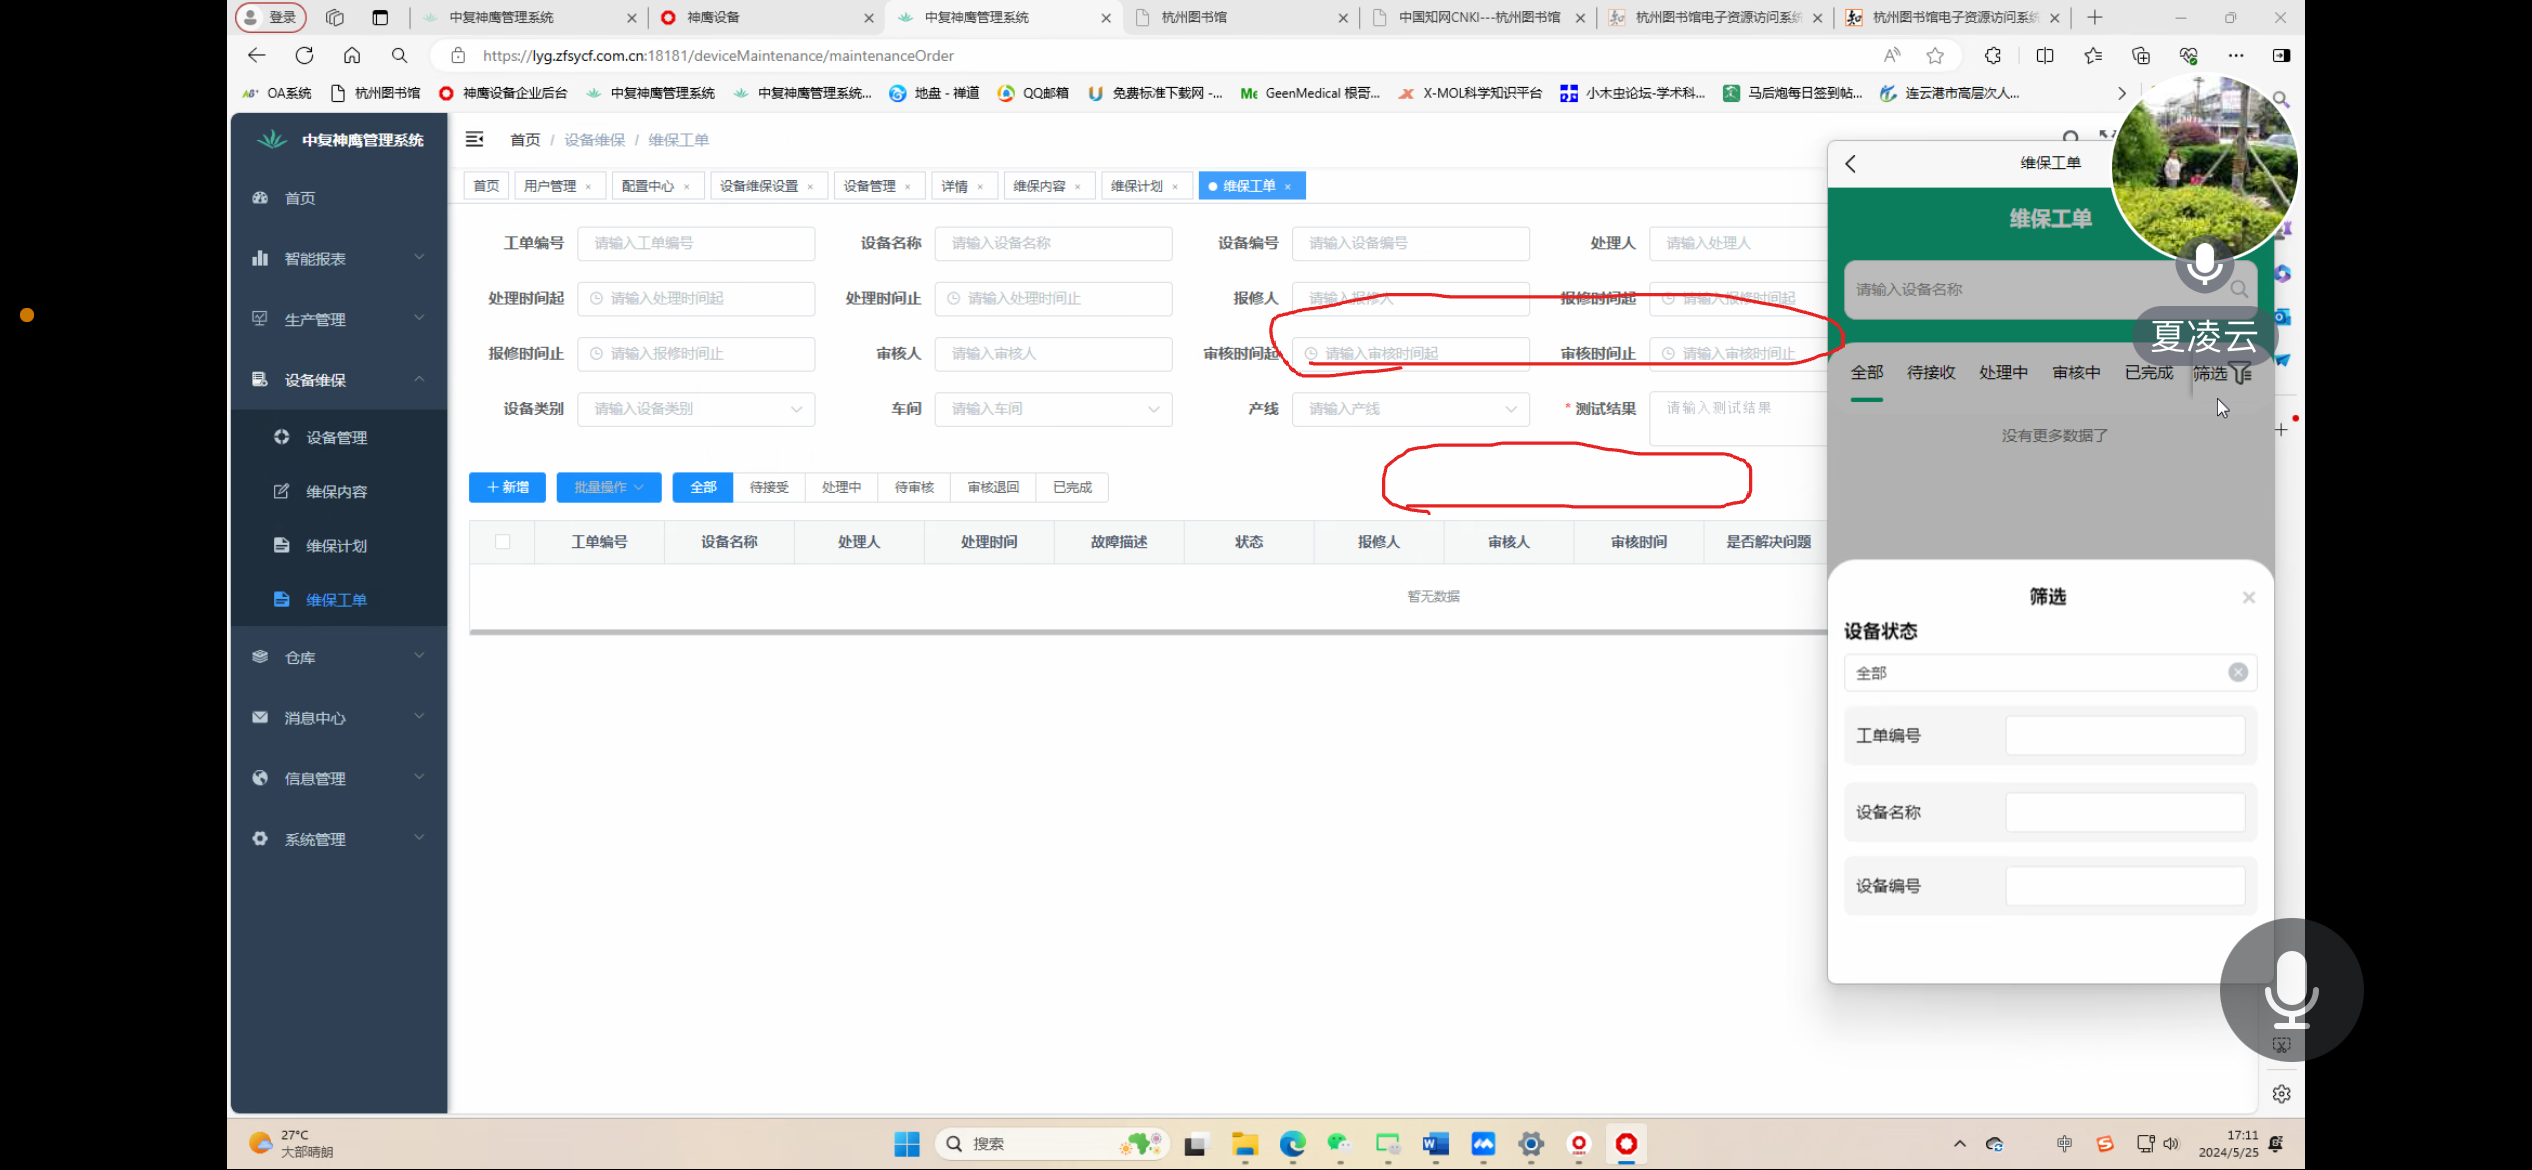 登录 中复神鹰管理系统 神鹰设备 中复神鹰管理系统 杭州图书馆 中国知网CNKI---杭州图书馆 杭州图书馆电子资源访问系统 杭州图书馆电子资源访问系统
https://lyg.zfsycf.com.cn:18181/deviceMaintenance/maintenanceOrder
OA系统 杭州图书馆 神鹰设备企业后台 中复神鹰管理系统 中复神鹰管理系统... 地盘 - 禅道 QQ邮箱 免费标准下载网 -... GeenMedical 根哥... X-MOL科学知识平台 小木虫论坛-学术科... 马后炮每日签到帖... 连云港市高层次人...
中复神鹰管理系统
首页
智能报表
生产管理
设备维保
设备管理
维保内容
维保计划
维保工单
仓库
消息中心
信息管理
系统管理
首页 / 设备维保 / 维保工单
首页 用户管理 × 配置中心 × 设备维保设置 × 设备管理 × 详情 × 维保内容 × 维保计划 × 维保工单 ×
工单编号 请输入工单编号 设备名称 请输入设备名称 设备编号 请输入设备编号 处理人 请输入处理人
处理时间起 请输入处理时间起 处理时间止 请输入处理时间止 报修人 请输入报修人 报修时间起 请输入报修时间起
报修时间止 请输入报修时间止 审核人 请输入审核人 审核时间起 请输入审核时间起 审核时间止 请输入审核时间止
设备类别 请输入设备类别 车间 请输入车间 产线 请输入产线 * 测试结果 请输入测试结果
+ 新增 批量操作 全部 待接受 处理中 待审核 审核退回 已完成
工单编号 设备名称 处理人 处理时间 故障描述 状态 报修人 审核人 审核时间 是否解决问题
暂无数据
维保工单
维保工单
请输入设备名称
夏凌云
全部 待接收 处理中 审核中 已完成 筛选
没有更多数据了
筛选
设备状态
全部
工单编号
设备名称
设备编号
27°C
大部晴朗
搜索
中
17:11
2024/5/25